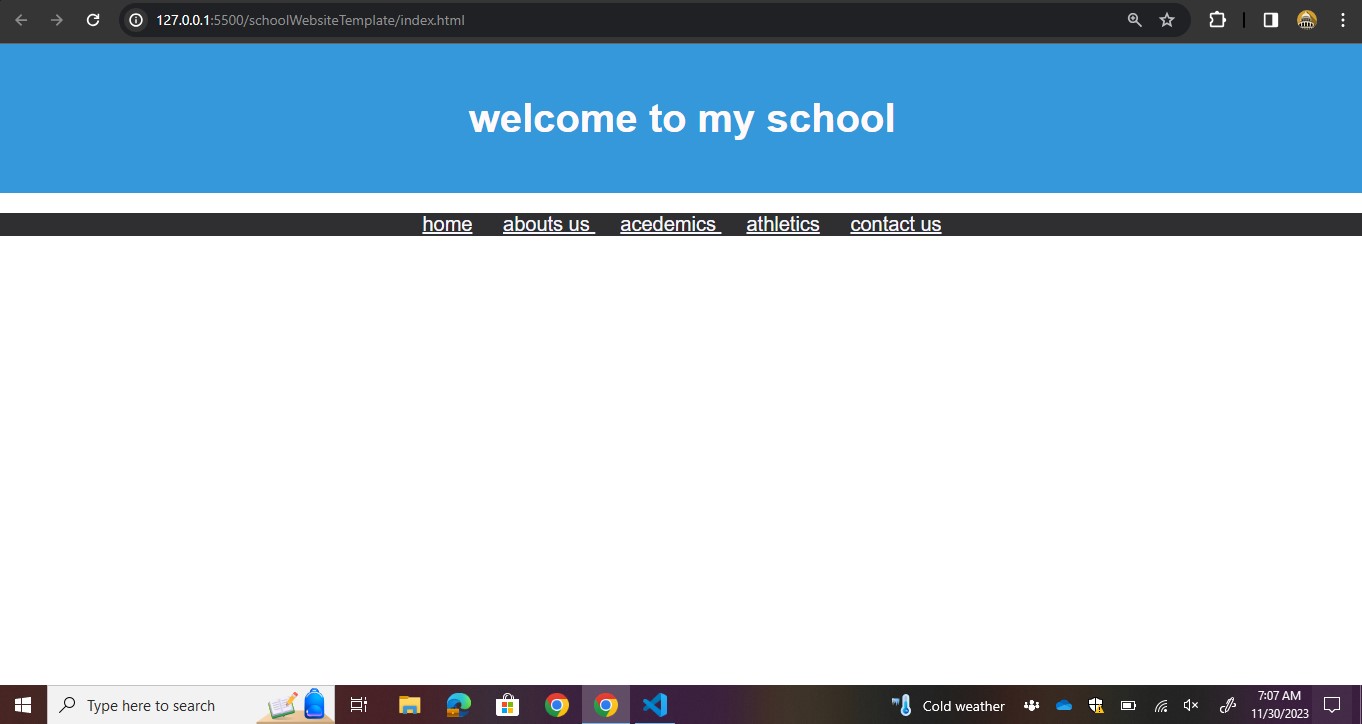 127.0.0.1:5500/schoolWebsiteTemplate/index.html
welcome to my school
home abouts us acedemics athletics contact us
Type here to search
Cold weather
7:07 AM
11/30/2023